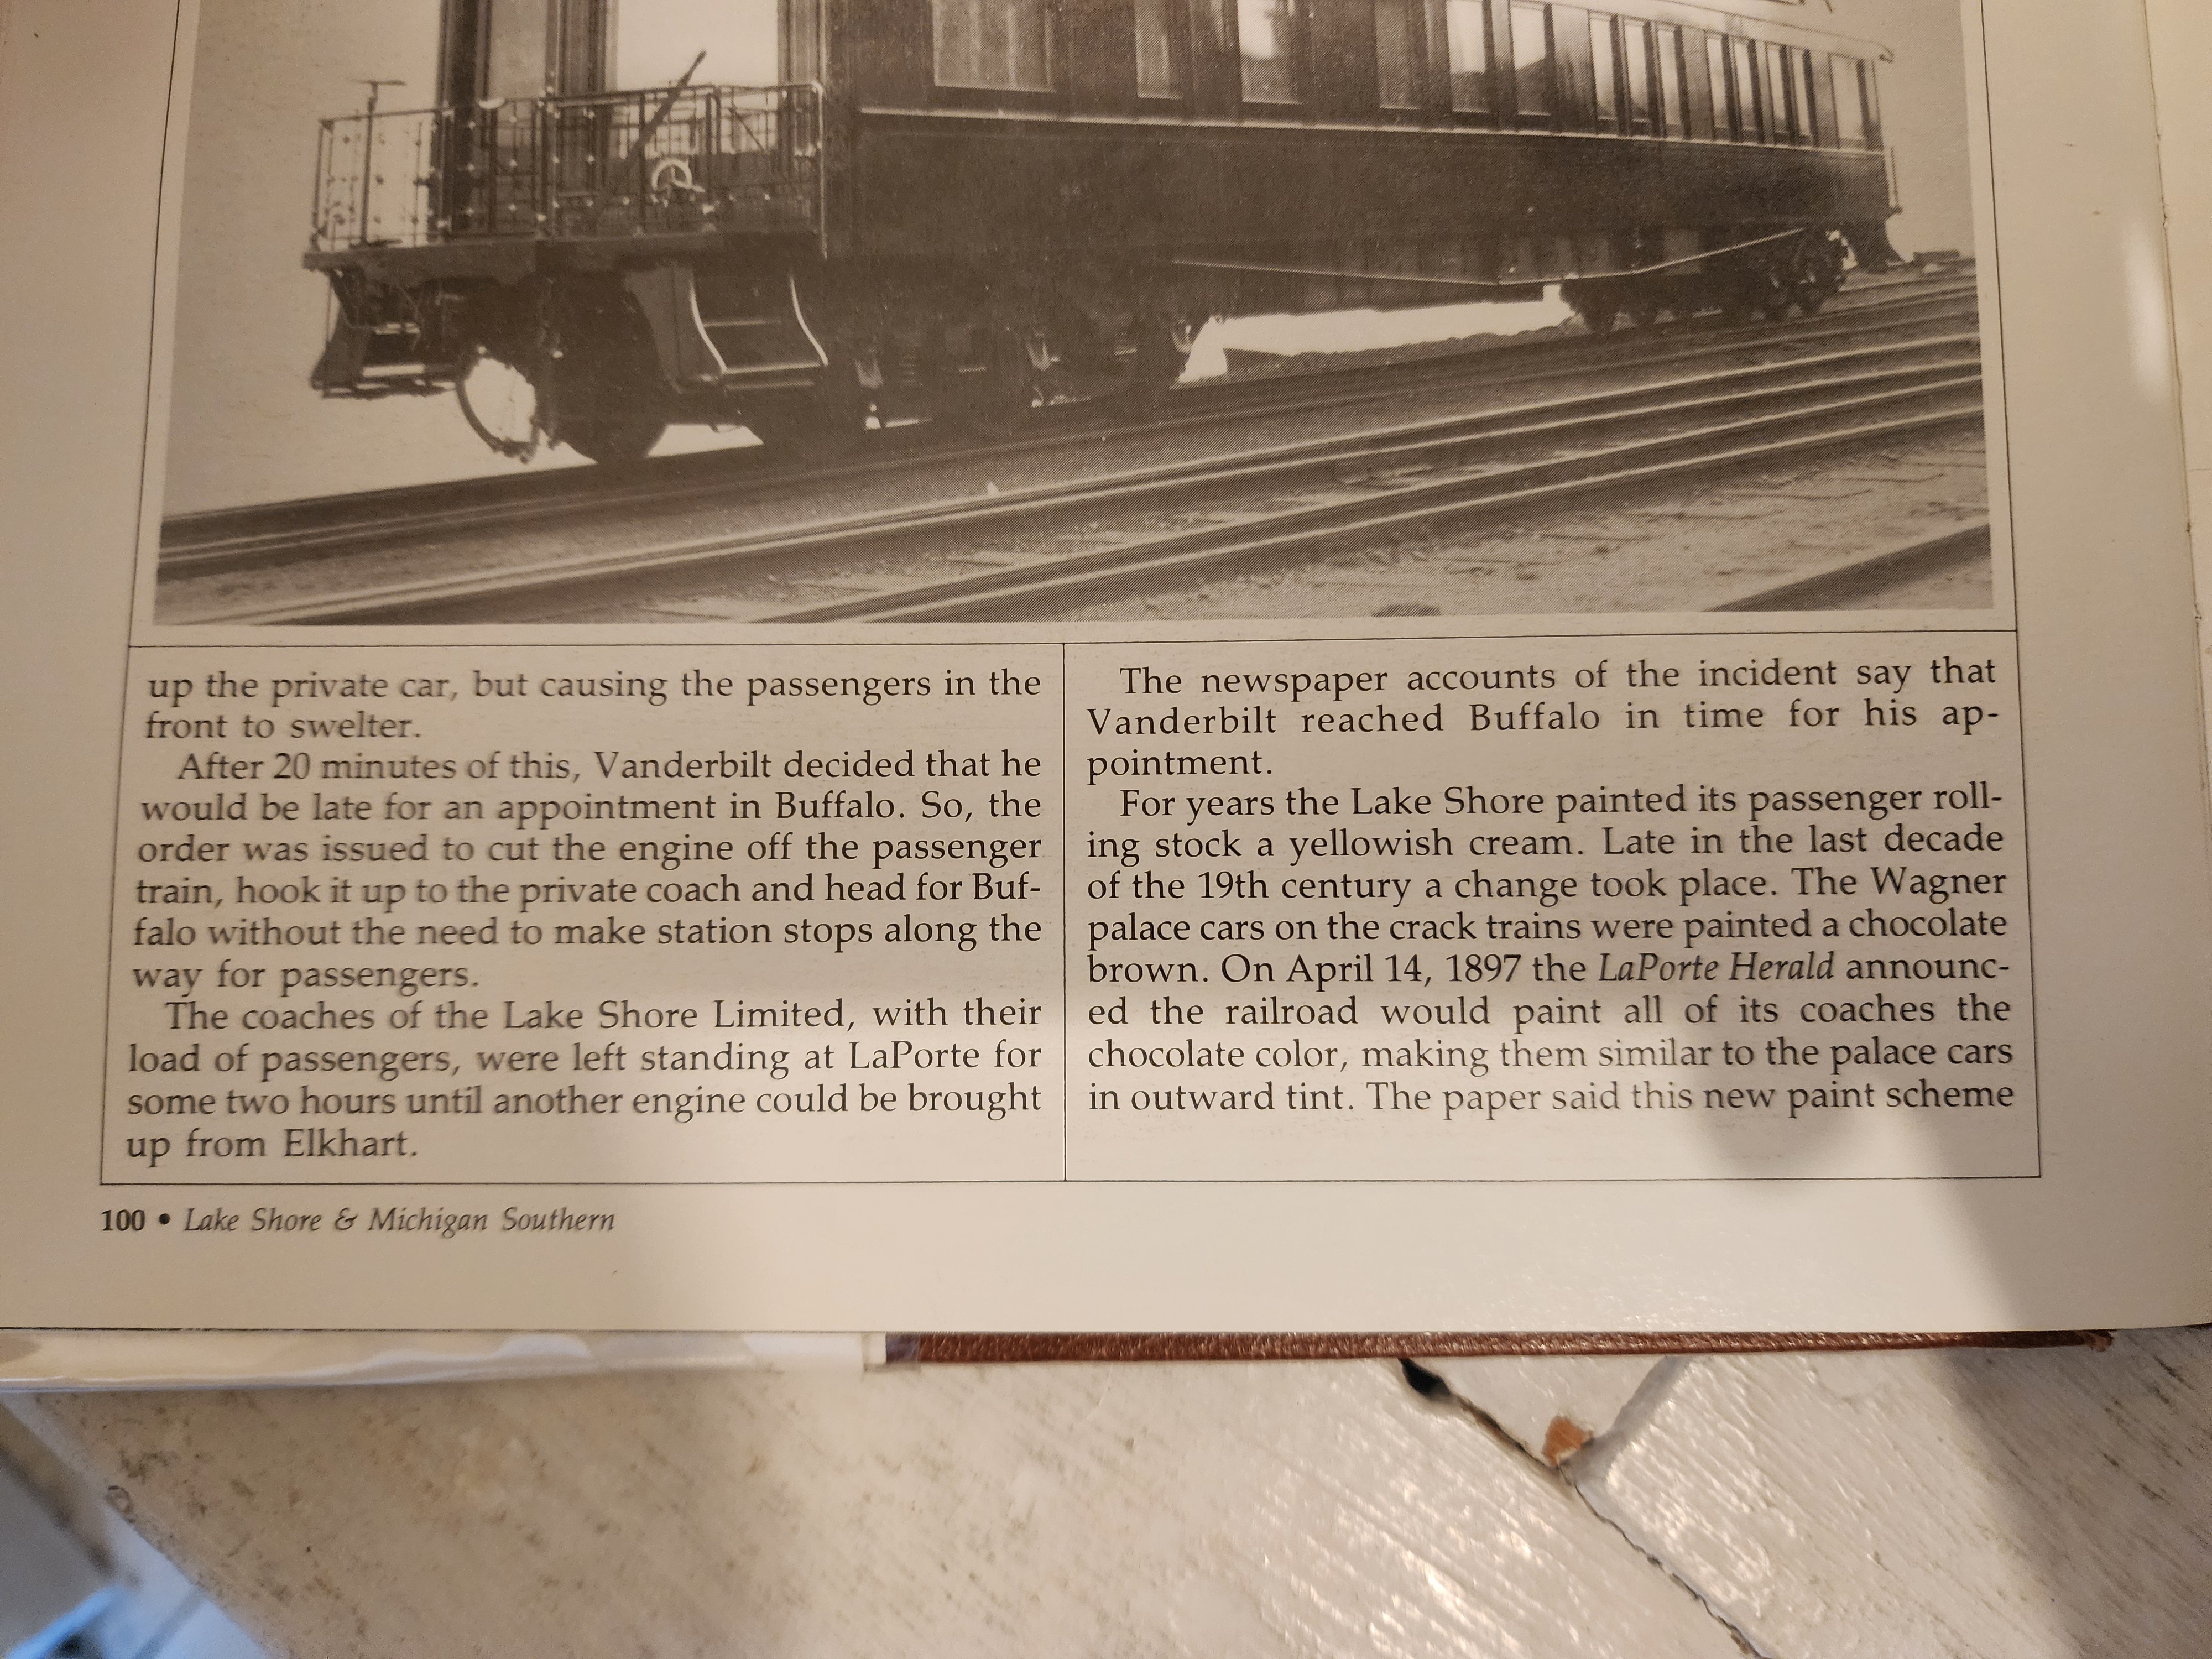 up the private car, but causing the passengers in the
front to swelter.
After 20 minutes of this, Vanderbilt decided that he
would be late for an appointment in Buffalo. So, the
order was issued to cut the engine off the passenger
train, hook it up to the private coach and head for Buf-
falo without the need to make station stops along the
way for passengers.
The coaches of the Lake Shore Limited, with their
load of passengers, were left standing at LaPorte for
some two hours until another engine could be brought
up from Elkhart.
The newspaper accounts of the incident say that
Vanderbilt reached Buffalo in time for his ap-
pointment.
For years the Lake Shore painted its passenger roll-
ing stock a yellowish cream. Late in the last decade
of the 19th century a change took place. The Wagner
palace cars on the crack trains were painted a chocolate
brown. On April 14, 1897 the LaPorte Herald announc-
ed the railroad would paint all of its coaches the
chocolate color, making them similar to the palace cars
in outward tint. The paper said this new paint scheme
100 • Lake Shore & Michigan Southern